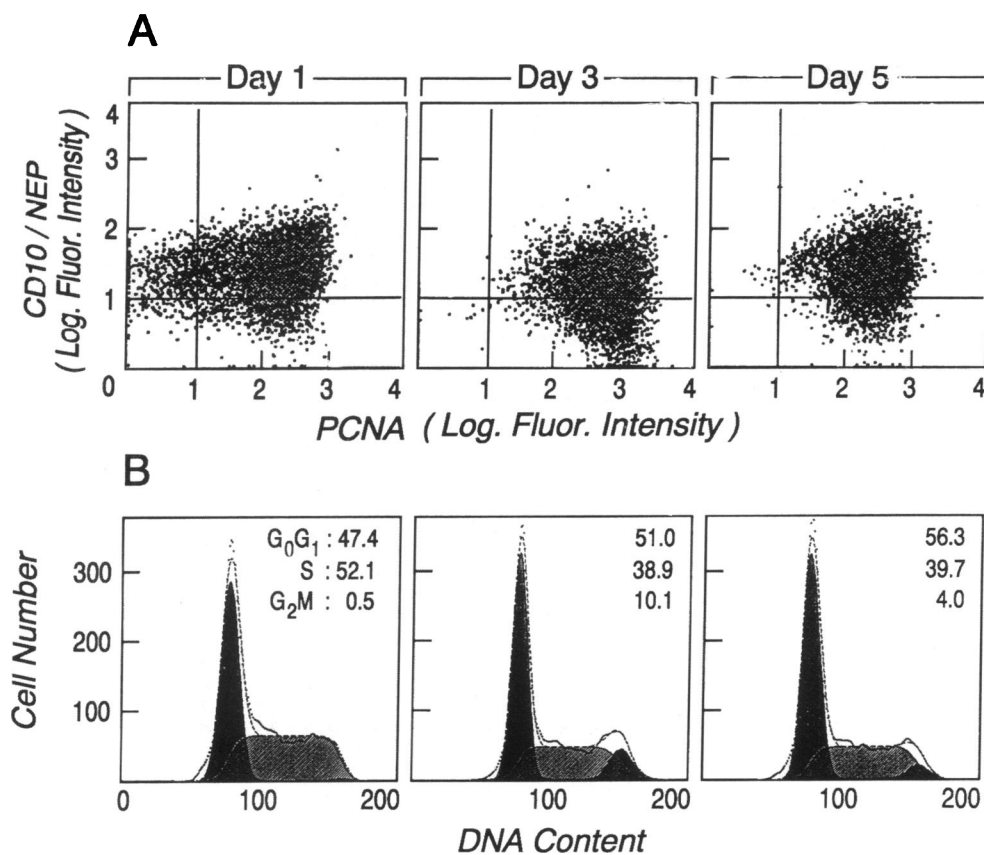 A
Day 1 Day 3 Day 5
CD10 / NEP
( Log. Fluor. Intensity )
4
3
2
1
0
1 2 3 4 1 2 3 4 1 2 3 4
PCNA ( Log. Fluor. Intensity )
B
G0G1 : 47.4
S : 52.1
G2M : 0.5
51.0
38.9
10.1
56.3
39.7
4.0
Cell Number
300
200
100
0 100 200 100 200 100 200
DNA Content